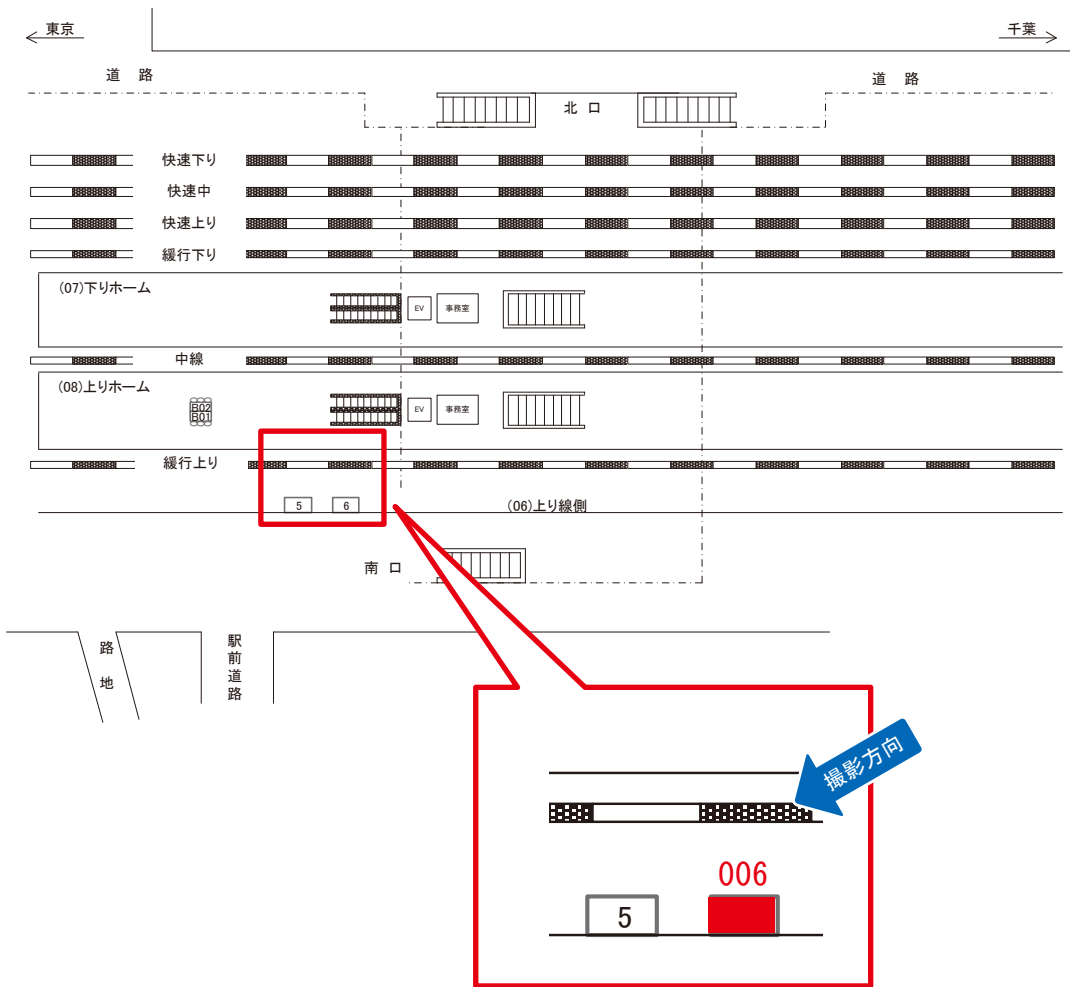 東京
千葉
道 路
道 路
北 口
快速下り
快速中
快速上り
緩行下り
(07)下りホーム
EV
事務室
中線
(08)上りホーム
B02
B01
EV
事務室
緩行上り
5
6
(06)上り線側
南 口
路地
駅前道路
撮影方向
006
5